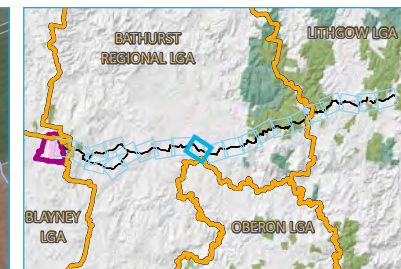 BATHURST
REGIONAL LGA
LITHGOW LGA
BLAYNEY
LGA
OBERON LGA